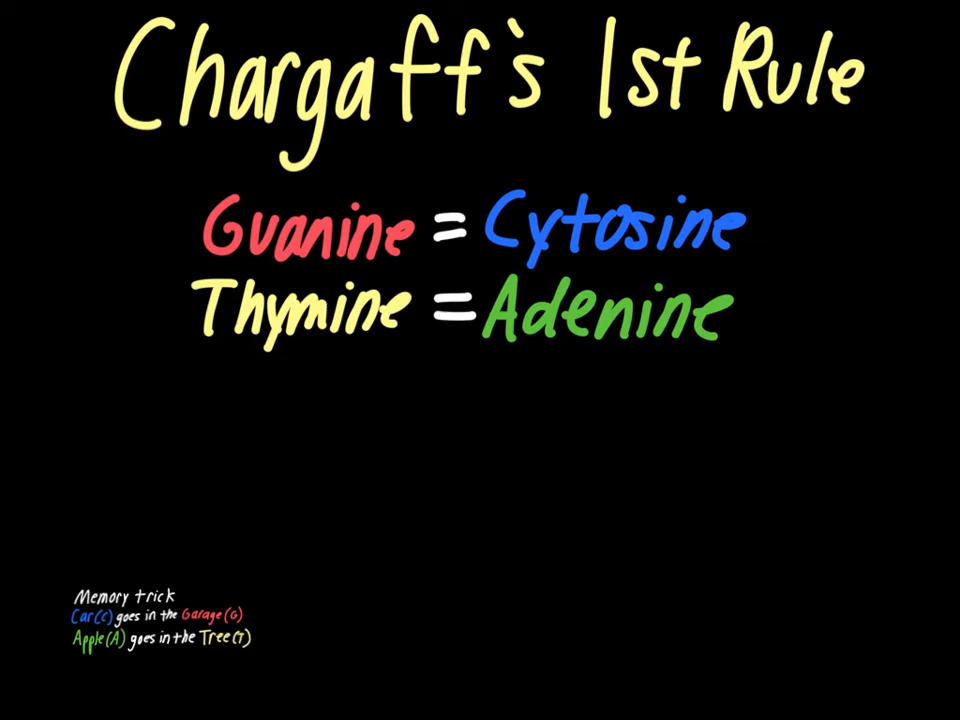 Chargaff`s 1st Rule
Guanine = Cytosine
Thymine = Adenine
Memory trick
Car(C) goes in the Garage(G)
Apple(A) goes in the Tree(T)